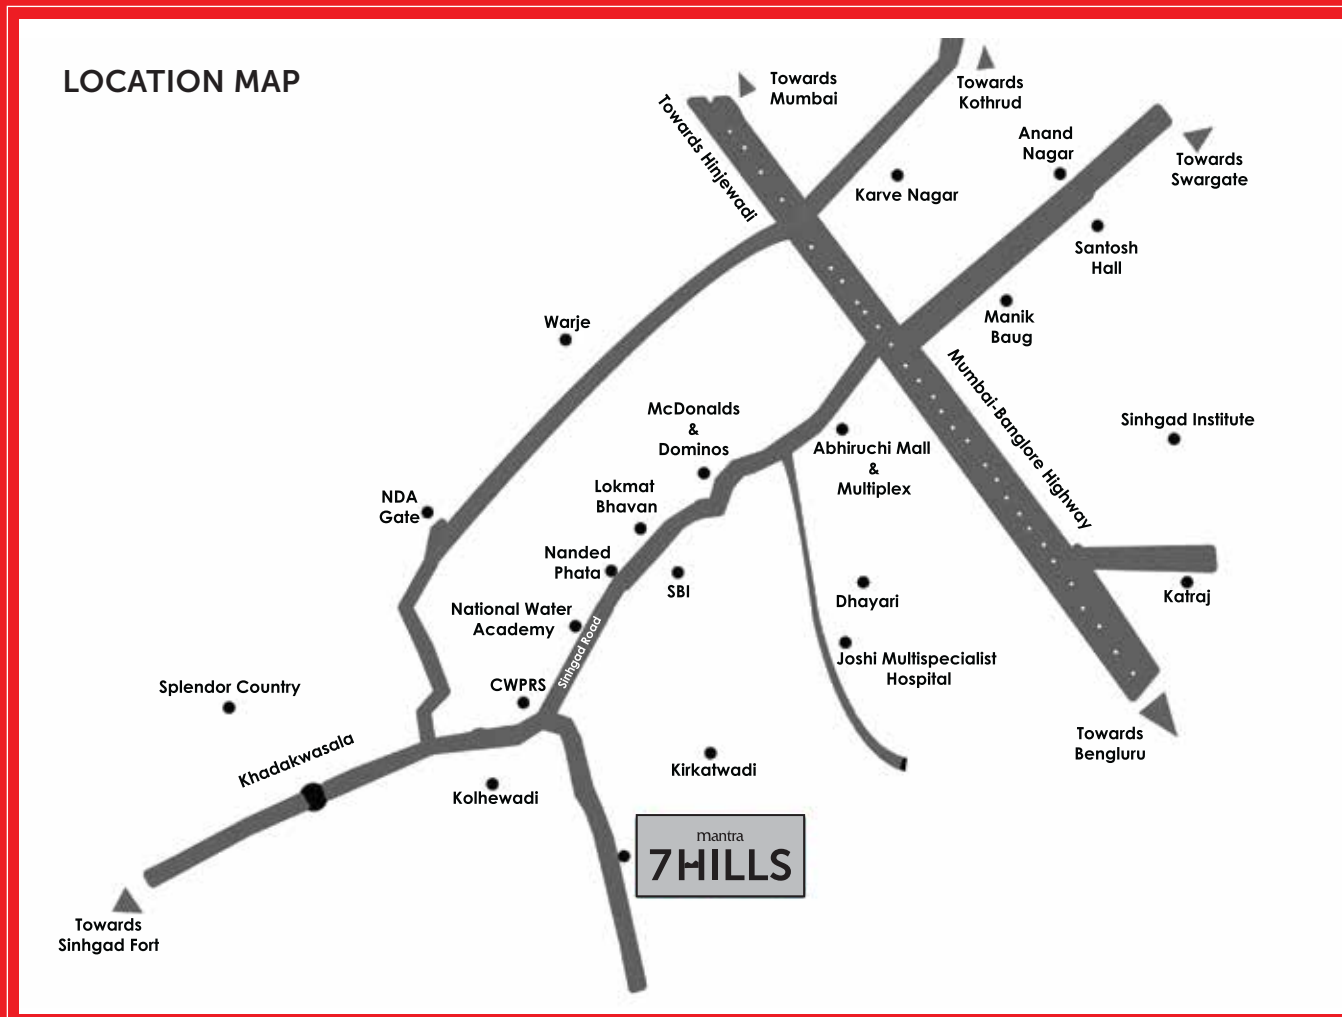 LOCATION MAP
Towards
Mumbai
Towards
Kothrud
Towards Hinjewadi
Anand
Nagar
Towards
Swargate
Karve Nagar
Santosh
Hall
Manik
Baug
Warje
Mumbai-Banglore Highway
McDonalds
&
Dominos
Sinhgad Institute
Abhiruchi Mall
&
Multiplex
Lokmat
Bhavan
NDA
Gate
Nanded
Phata
SBI
Dhayari
Katraj
National Water
Academy
Sinhgad Road
Joshi Multispecialist
Hospital
CWPRS
Splendor Country
Khadakwasala
Towards
Bengluru
Kirkatwadi
Kolhewadi
mantra
7HILLS
Towards
Sinhgad Fort